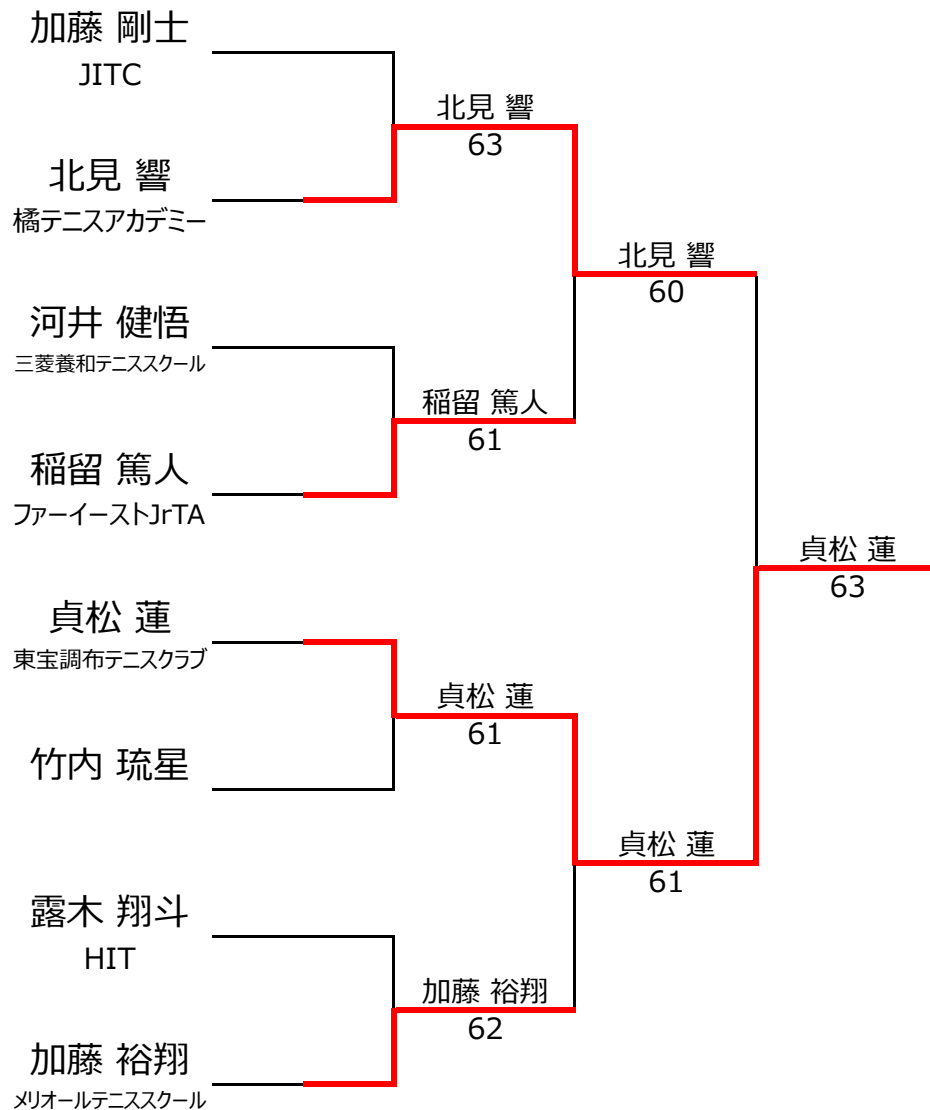 加藤 剛士
JITC
北見 響
63
北見 響
橘テニスアカデミー
北見 響
60
河井 健悟
三菱養和テニススクール
稲留 篤人
61
稲留 篤人
ファーイーストJrTA
貞松 蓮
63
貞松 蓮
東宝調布テニスクラブ
貞松 蓮
61
竹内 琉星
貞松 蓮
61
露木 翔斗
HIT
加藤 裕翔
62
加藤 裕翔
メリオールテニススクール